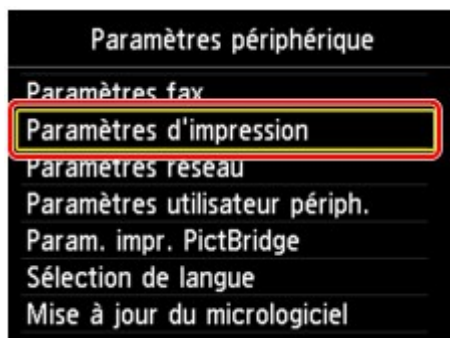 Paramètres périphérique
Paramètres fax
Paramètres d'impression
Paramètres réseau
Paramètres utilisateur périph.
Param. impr. PictBridge
Sélection de langue
Mise à jour du micrologiciel